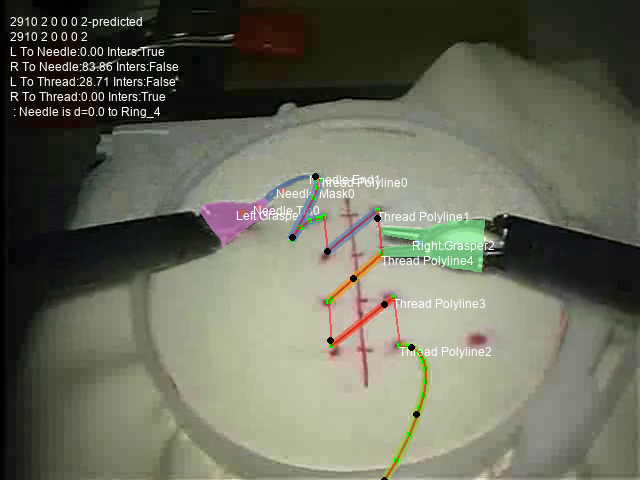 2910 2 0 0 0 2-predicted
2910 2 0 0 0 2
L To Needle:0.00 Inters:True
R To Needle:83.86 Inters:False
L To Thread:28.71 Inters:False
R To Thread:0.00 Inters:True
: Needle is d=0.0 to Ring_4
Needle End1
Thread Polyline0
Needle Mask0
Left Grasper
Thread Polyline1
Right.Grasper2
Thread Polyline4
Thread Polyline3
Thread Polyline2